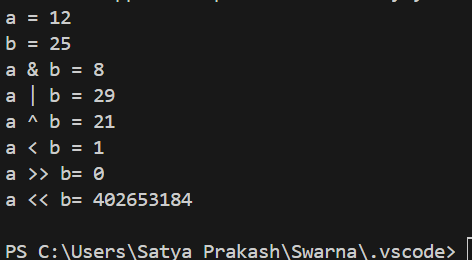 a = 12
b = 25
a & b = 8
a | b = 29
a ^ b = 21
a < b = 1
a >> b= 0
a << b= 402653184
PS C:\Users\Satya Prakash\Swarna\.vscode>